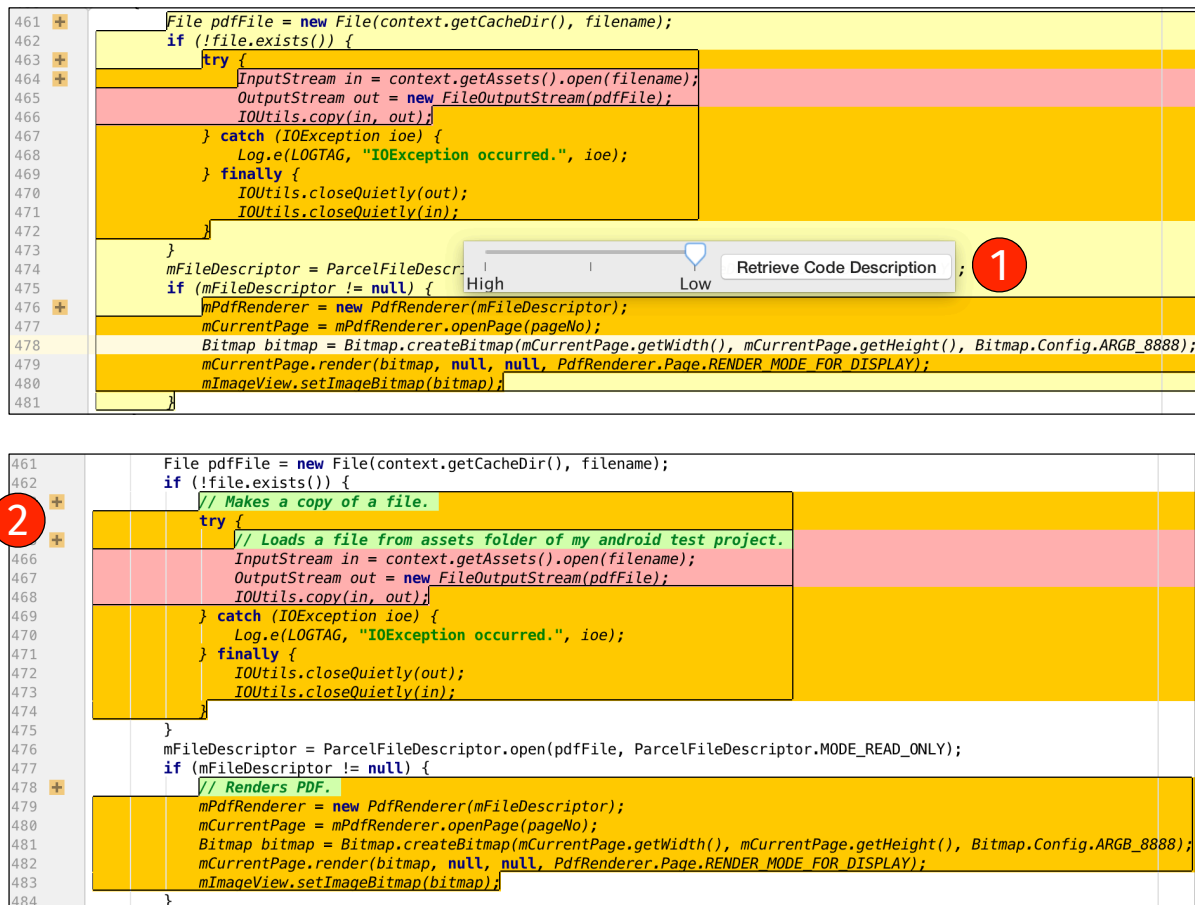 461 + File pdfFile = new File(context.getCacheDir(), filename);
462 if (!file.exists()) {
463 + try {
464 + InputStream in = context.getAssets().open(filename);
465 OutputStream out = new FileOutputStream(pdfFile);
466 IOUtils.copy(in, out);
467 } catch (IOException ioe) {
468 Log.e(LOGTAG, "IOException occurred.", ioe);
469 } finally {
470 IOUtils.closeQuietly(out);
471 IOUtils.closeQuietly(in);
472 }
473 }
474 mFileDescriptor = ParcelFileDescri ;
High Low Retrieve Code Description 1
475 if (mFileDescriptor != null) {
476 + mPdfRenderer = new PdfRenderer(mFileDescriptor);
477 mCurrentPage = mPdfRenderer.openPage(pageNo);
478 Bitmap bitmap = Bitmap.createBitmap(mCurrentPage.getWidth(), mCurrentPage.getHeight(), Bitmap.Config.ARGB_8888);
479 mCurrentPage.render(bitmap, null, null, PdfRenderer.Page.RENDER_MODE_FOR_DISPLAY);
480 mImageView.setImageBitmap(bitmap);
481 }
461 File pdfFile = new File(context.getCacheDir(), filename);
462 if (!file.exists()) {
+ // Makes a copy of a file.
2 try {
+ // Loads a file from assets folder of my android test project.
466 InputStream in = context.getAssets().open(filename);
467 OutputStream out = new FileOutputStream(pdfFile);
468 IOUtils.copy(in, out);
469 } catch (IOException ioe) {
470 Log.e(LOGTAG, "IOException occurred.", ioe);
471 } finally {
472 IOUtils.closeQuietly(out);
473 IOUtils.closeQuietly(in);
474 }
475 }
476 mFileDescriptor = ParcelFileDescriptor.open(pdfFile, ParcelFileDescriptor.MODE_READ_ONLY);
477 if (mFileDescriptor != null) {
478 + // Renders PDF.
479 mPdfRenderer = new PdfRenderer(mFileDescriptor);
480 mCurrentPage = mPdfRenderer.openPage(pageNo);
481 Bitmap bitmap = Bitmap.createBitmap(mCurrentPage.getWidth(), mCurrentPage.getHeight(), Bitmap.Config.ARGB_8888);
482 mCurrentPage.render(bitmap, null, null, PdfRenderer.Page.RENDER_MODE_FOR_DISPLAY);
483 mImageView.setImageBitmap(bitmap);
484 }